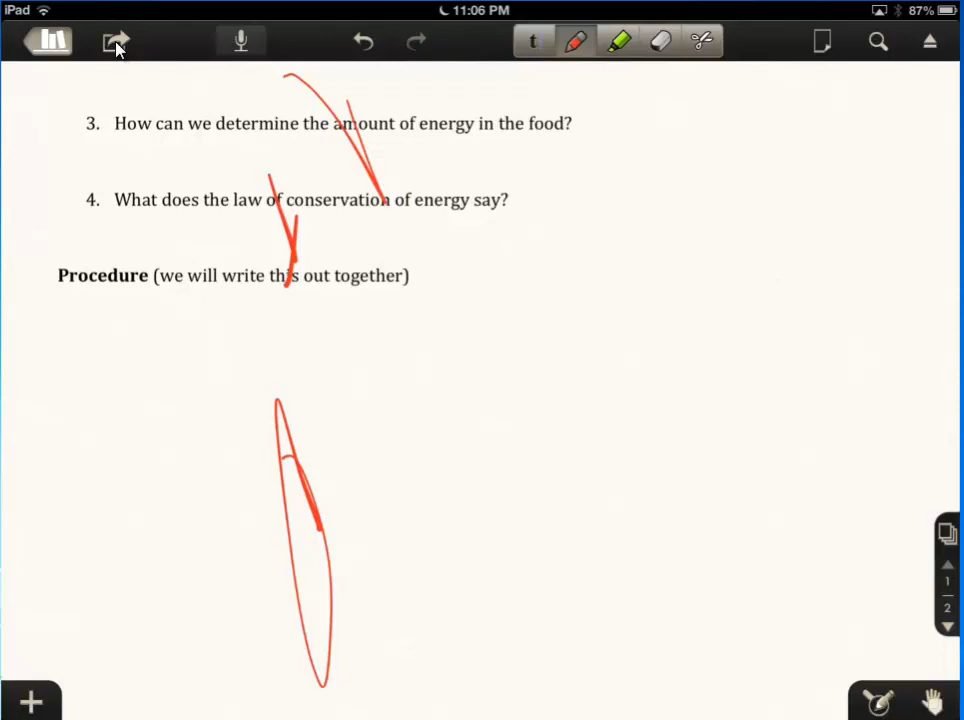 iPad 11:06 PM 87%
t
3. How can we determine the amount of energy in the food?
4. What does the law of conservation of energy say?
Procedure (we will write this out together)
1
2